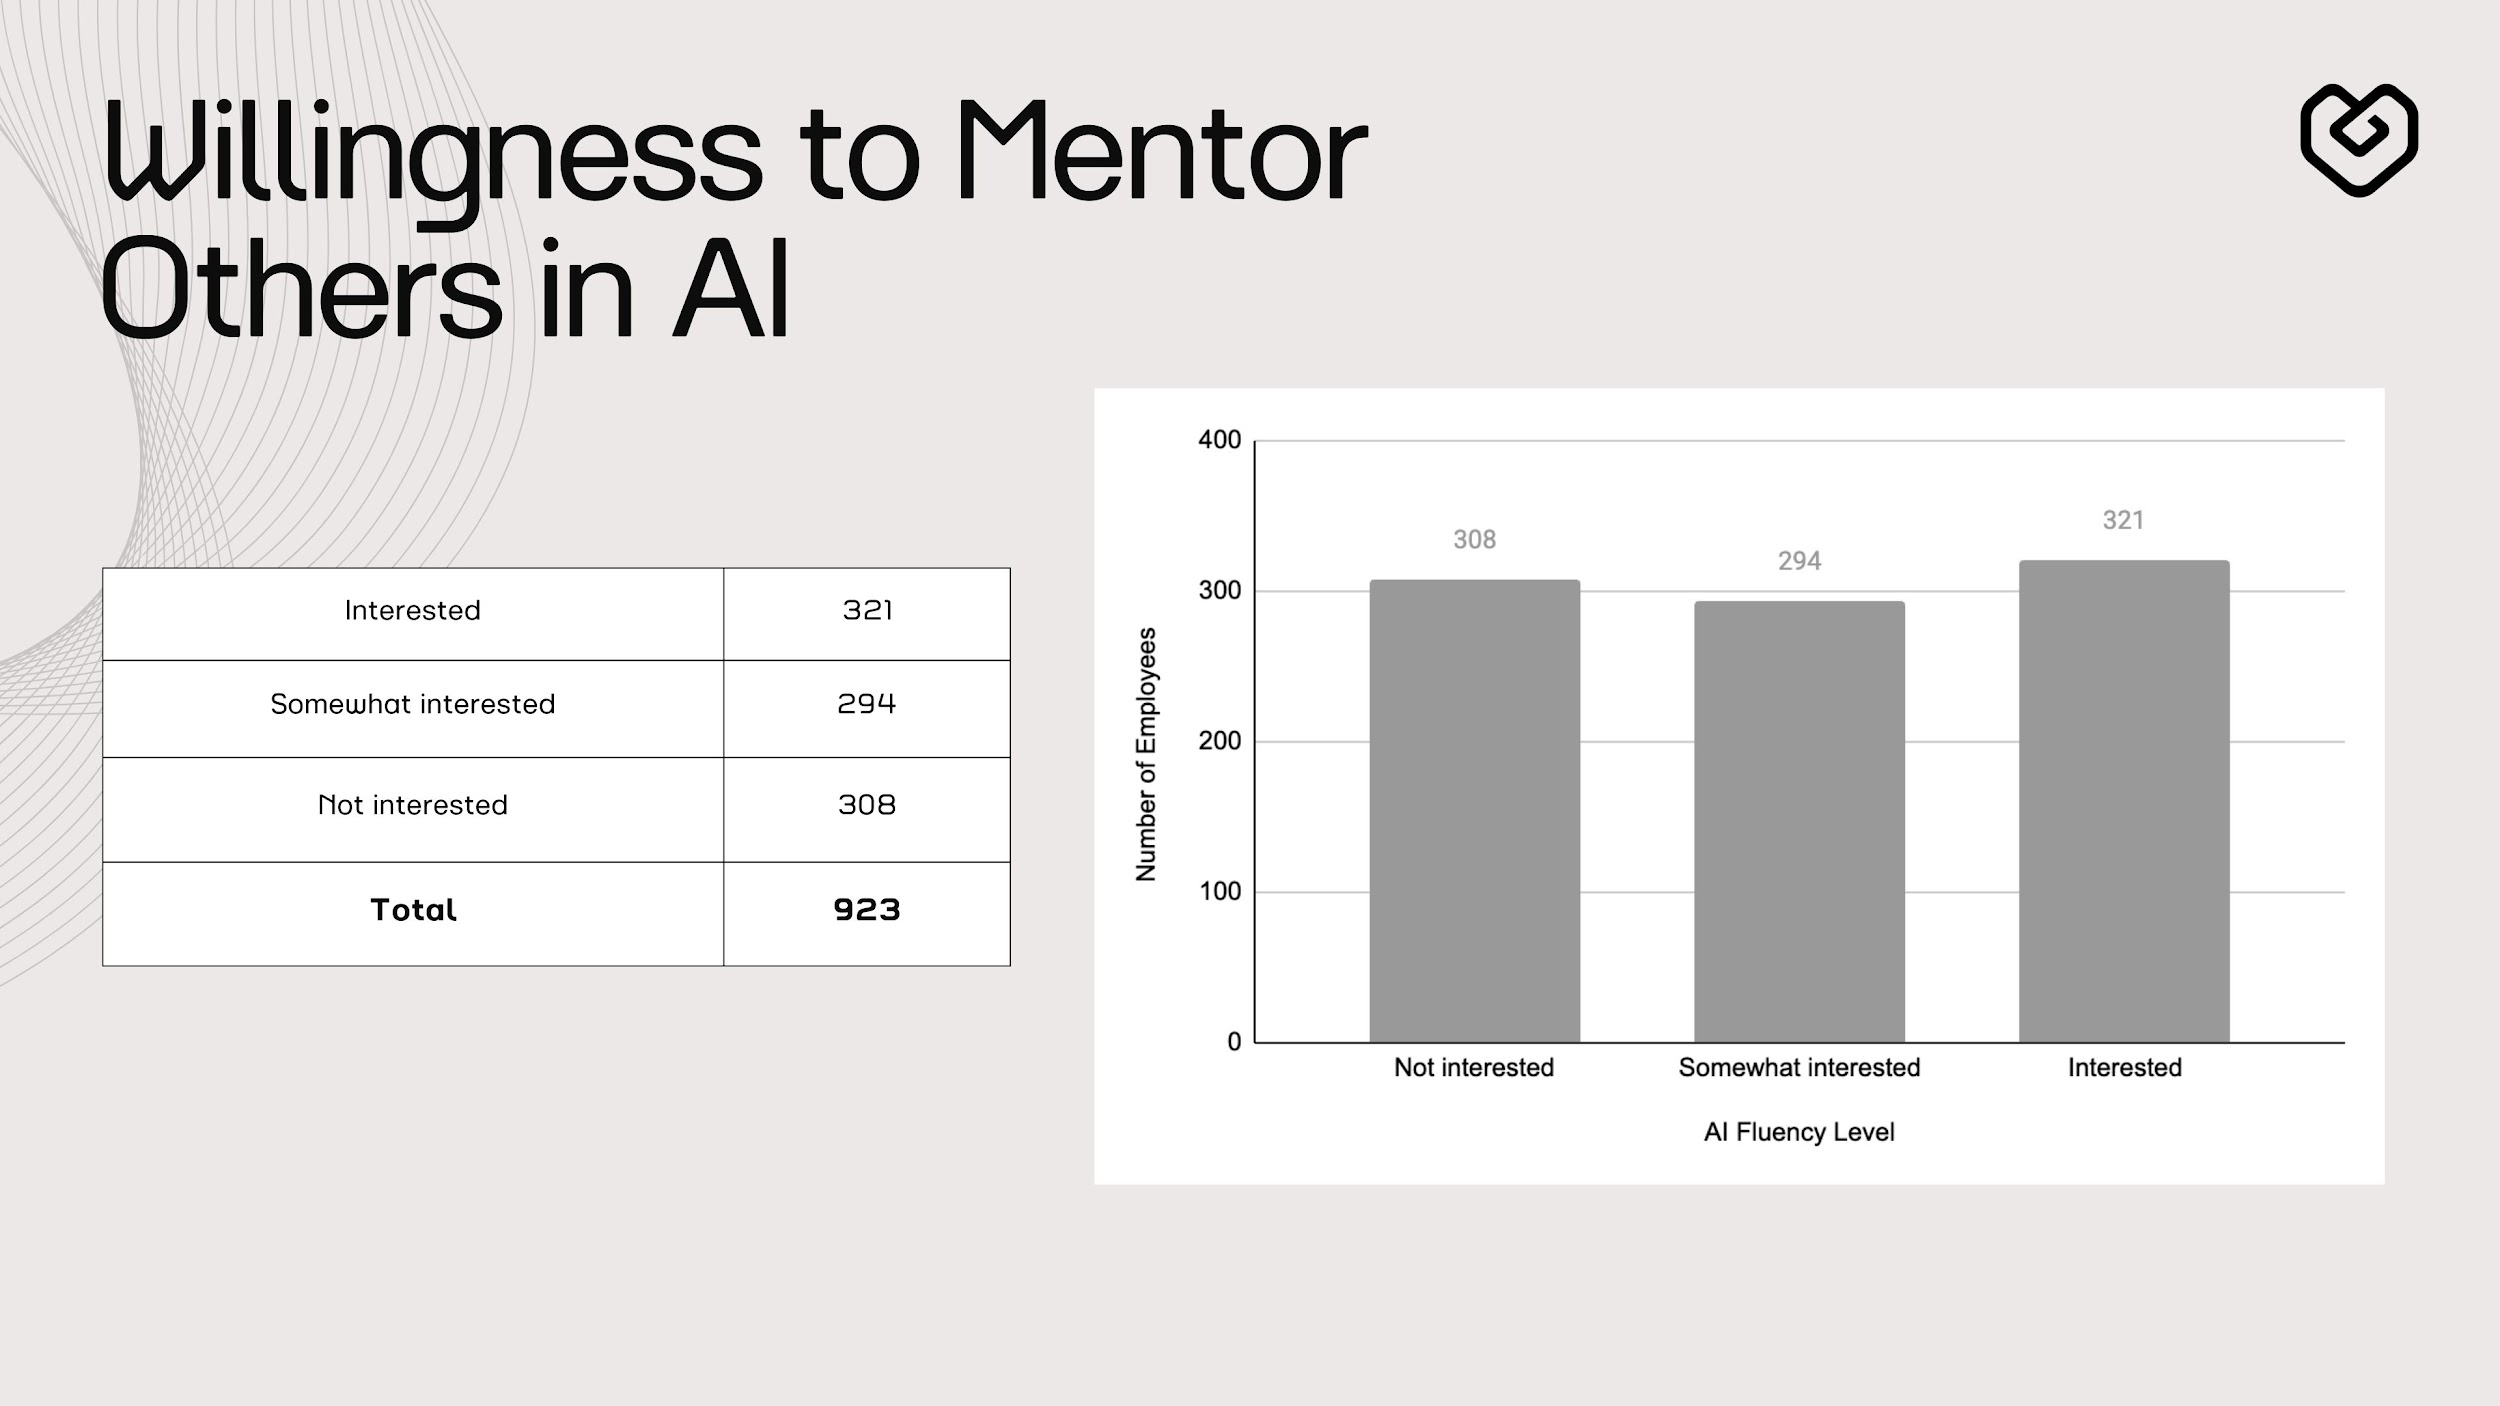 Willingness to Mentor
Others in AI
Interested 321
Somewhat interested 294
Not interested 308
Total 923
400
300
200
100
0
Number of Employees
308
294
321
Not interested Somewhat interested Interested
AI Fluency Level